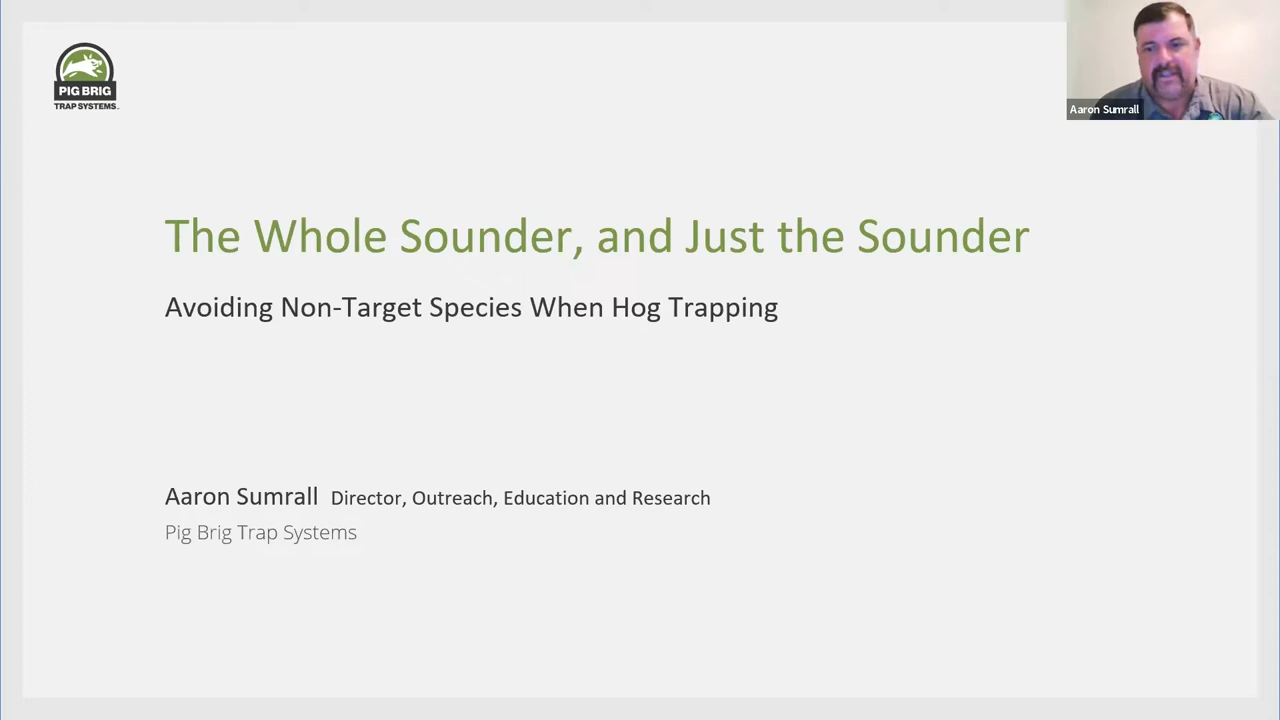 PIG BRIG
TRAP SYSTEMS
Aaron Sumrall
The Whole Sounder, and Just the Sounder
Avoiding Non-Target Species When Hog Trapping
Aaron Sumrall Director, Outreach, Education and Research
Pig Brig Trap Systems